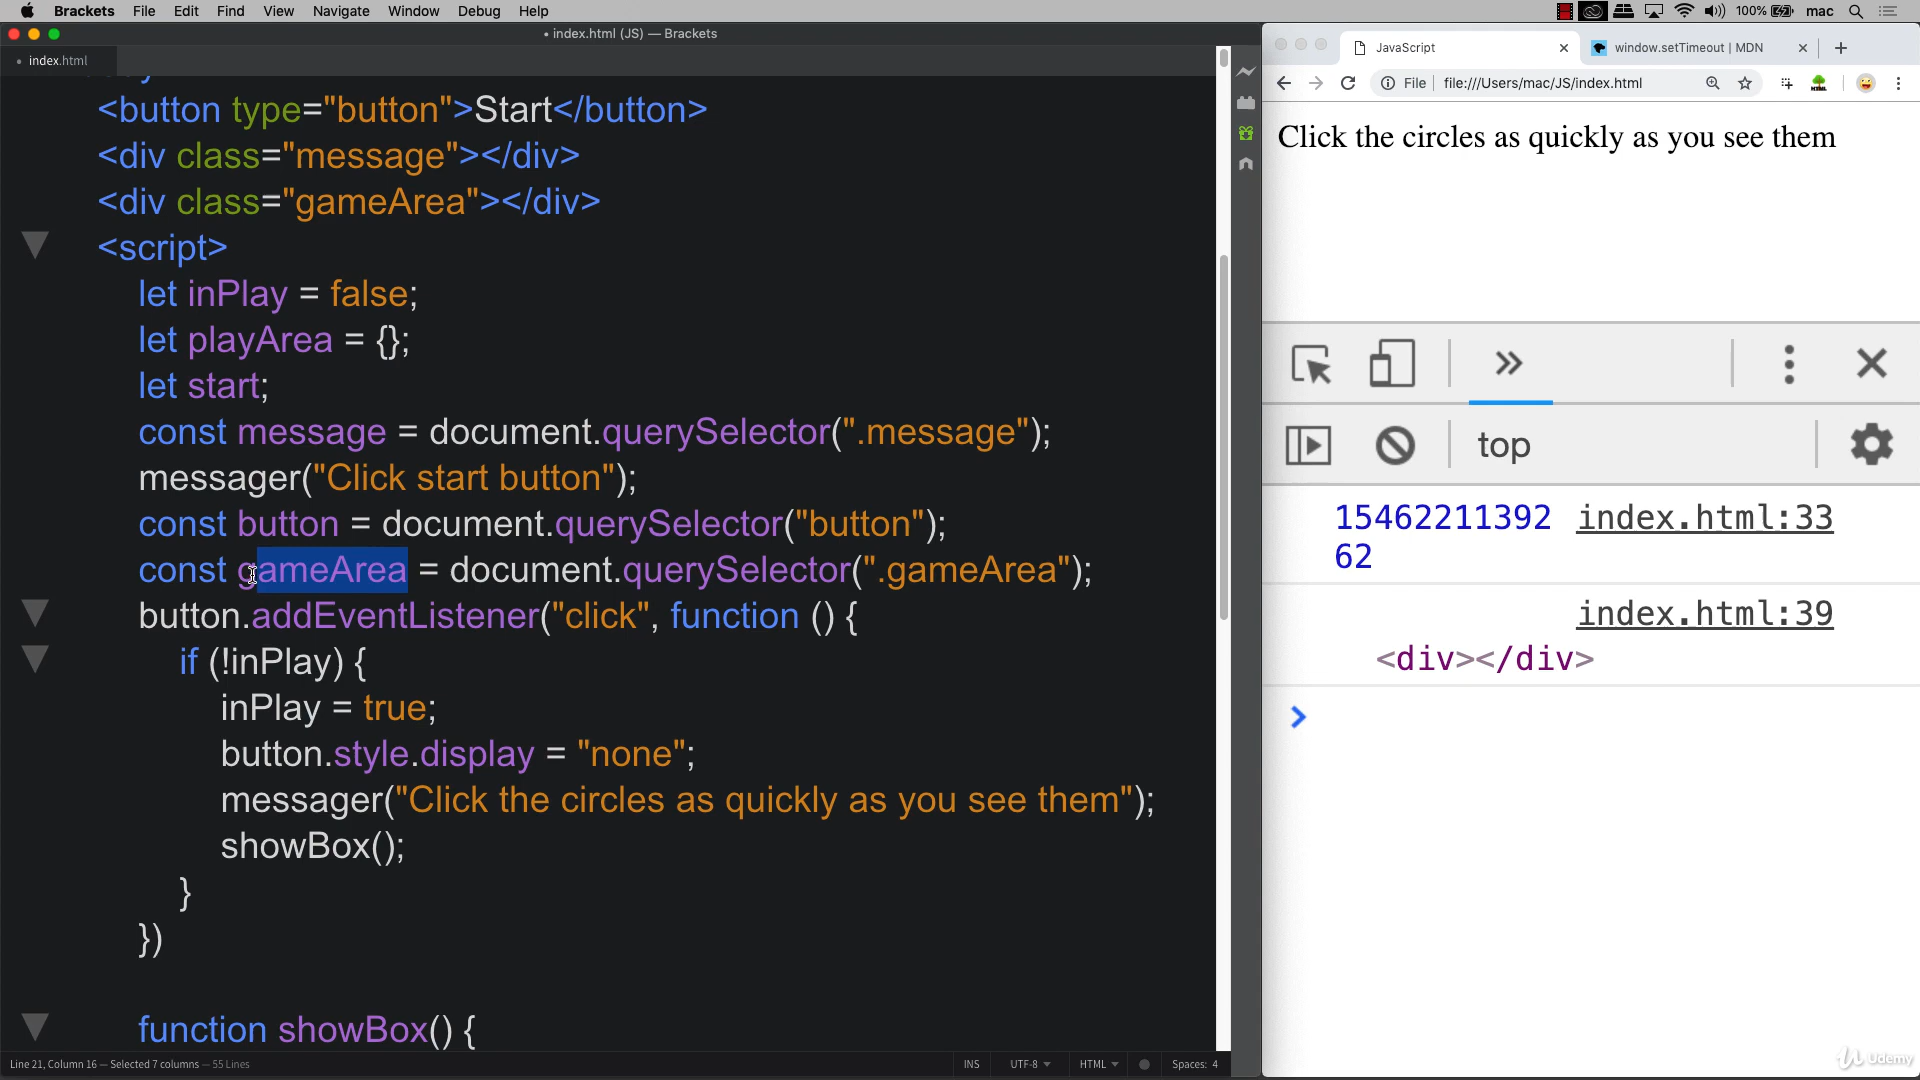 Brackets File Edit Find View Navigate Window Debug Help 100% mac
• index.html (JS) — Brackets
• index.html
<button type="button">Start</button>
<div class="message"></div>
<div class="gameArea"></div>
<script>
let inPlay = false;
let playArea = {};
let start;
const message = document.querySelector(".message");
messager("Click start button");
const button = document.querySelector("button");
const gameArea = document.querySelector(".gameArea");
button.addEventListener("click", function () {
if (!inPlay) {
inPlay = true;
button.style.display = "none";
messager("Click the circles as quickly as you see them");
showBox();
}
})
function showBox() {
Line 21, Column 16 — Selected 7 columns — 55 Lines
INS UTF-8 HTML Spaces: 4
JavaScript
window.setTimeout | MDN
File file:///Users/mac/JS/index.html
Click the circles as quickly as you see them
top
15462211392 index.html:33
62
index.html:39
<div></div>
Udemy